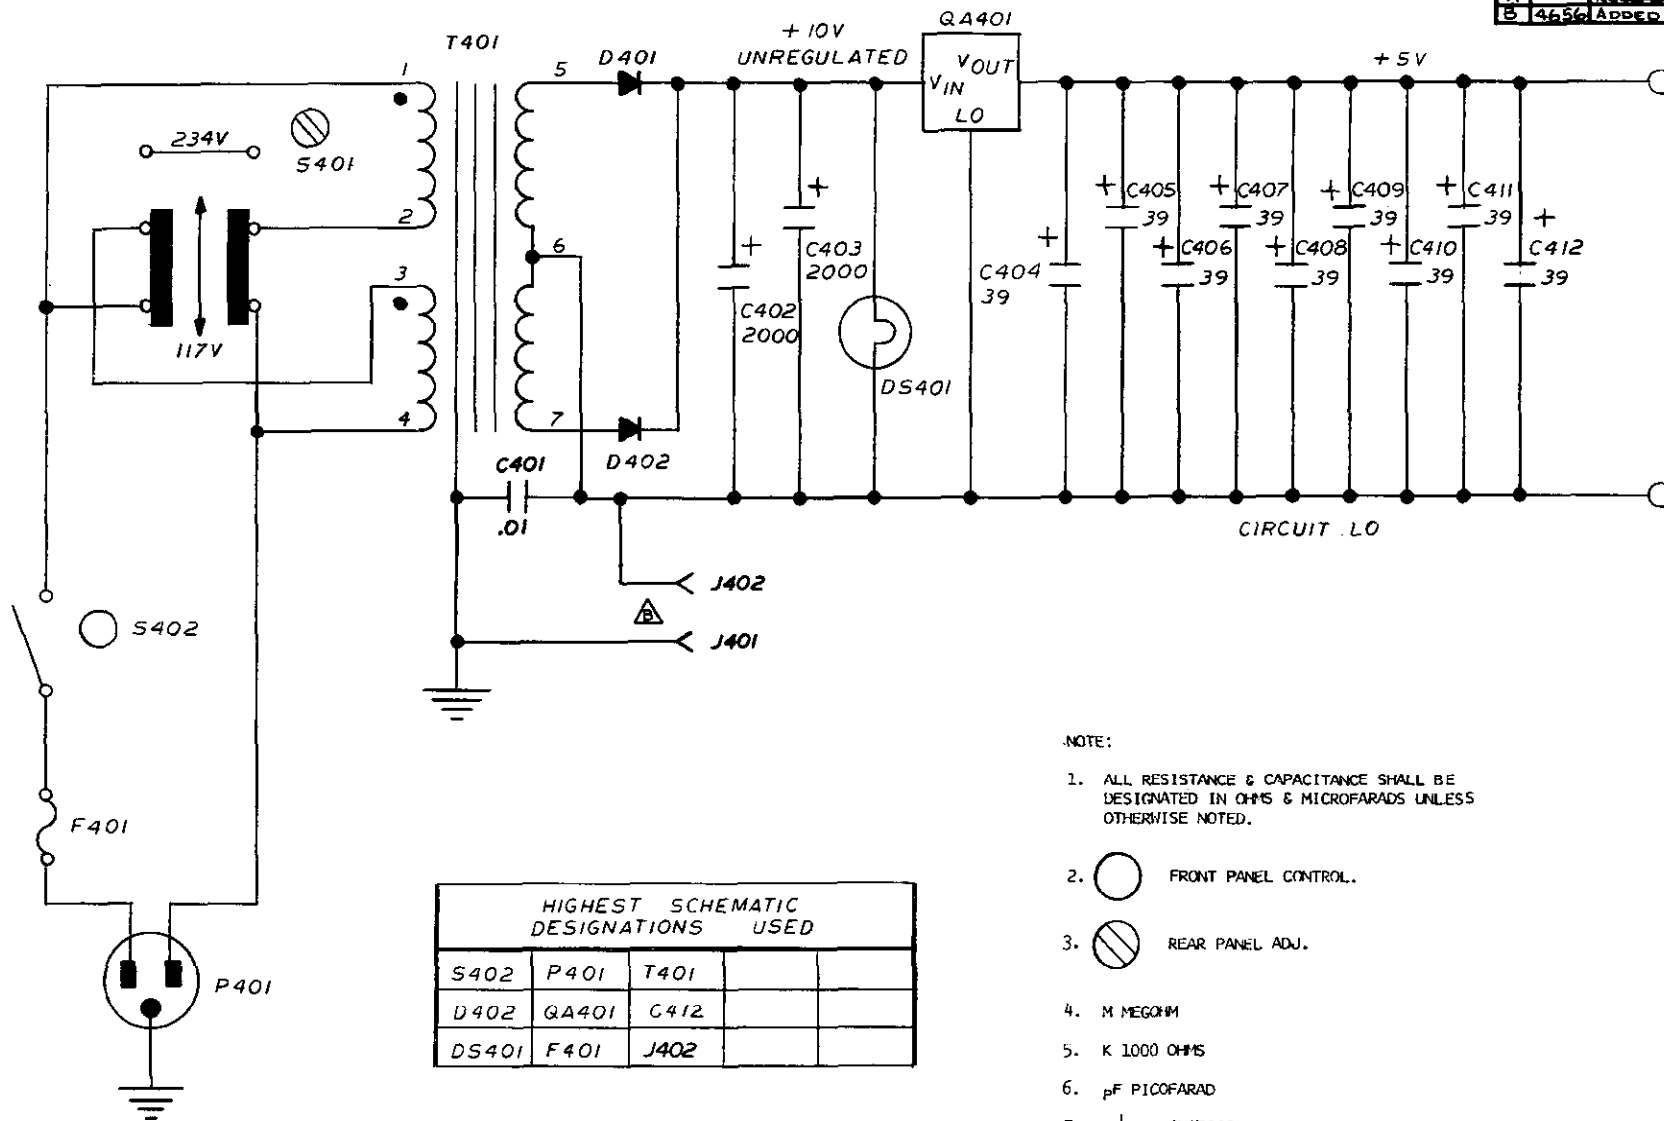 B 4656 ADDED
T401
1
2
3
4
5
6
7
234V
117V
S401
D401
D402
+ 10V
UNREGULATED
QA401
VOUT
VIN
LO
+ 5V
+ C405
39
+ C407
39
+ C409
39
+ C411
39
+
C404
39
+ C406
39
+ C408
39
+ C410
39
+
C412
39
+
C403
2000
+
C402
2000
DS401
C401
.01
CIRCUIT LO
J402
B
J401
S402
F401
P401
HIGHEST SCHEMATIC
DESIGNATIONS USED
S402 P401 T401
D402 QA401 C412
DS401 F401 J402
NOTE:
1. ALL RESISTANCE & CAPACITANCE SHALL BE
DESIGNATED IN OHMS & MICROFARADS UNLESS
OTHERWISE NOTED.
2. FRONT PANEL CONTROL.
3. REAR PANEL ADJ.
4. M MEGOHM
5. K 1000 OHMS
6. pF PICOFARAD